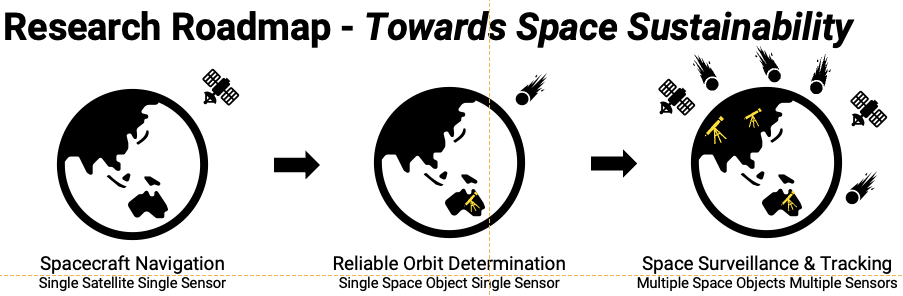 Research Roadmap - Towards Space Sustainability
Spacecraft Navigation
Single Satellite Single Sensor
Reliable Orbit Determination
Single Space Object Single Sensor
Space Surveillance & Tracking
Multiple Space Objects Multiple Sensors